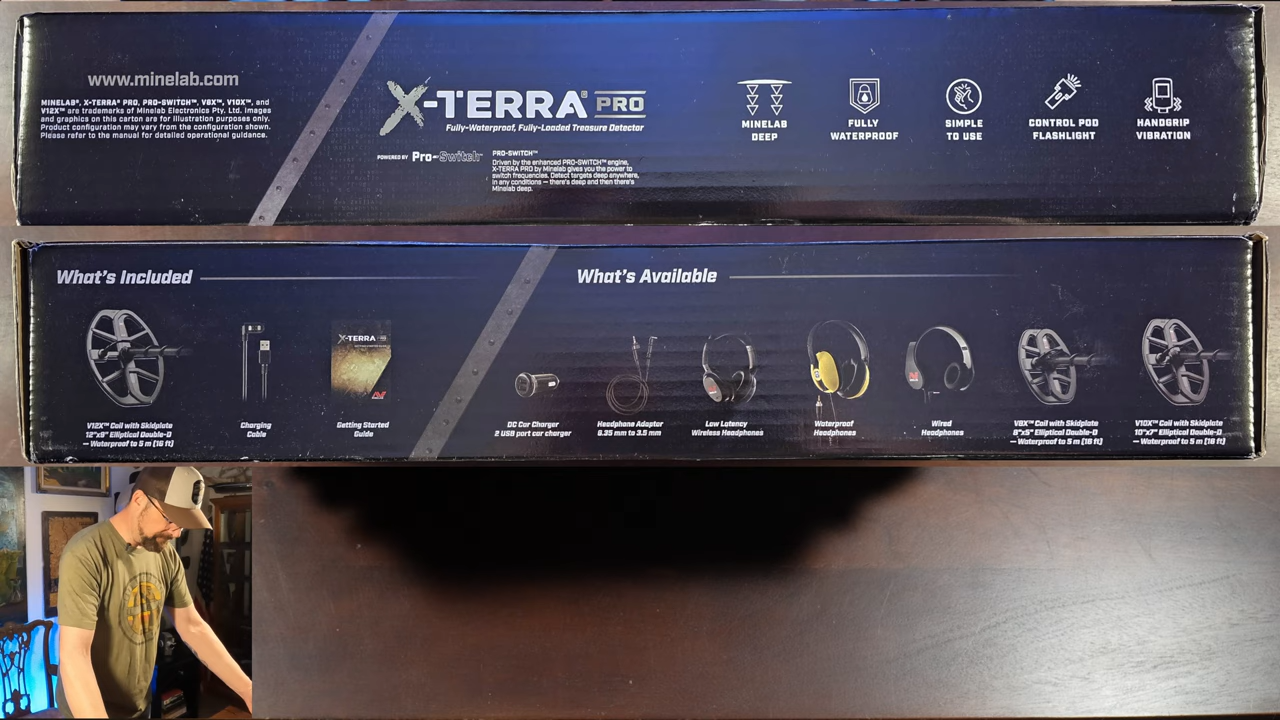 www.minelab.com
MINELAB®, X-TERRA® PRO, PRO-SWITCH™, V8X™, V10X™, and
V12X™ are trademarks of Minelab Electronics Pty. Ltd. Images
and graphics on this carton are for illustration purposes only.
Product configuration may vary from the configuration shown.
Please refer to the manual for detailed operational guidance.
X-TERRA® PRO
Fully-Waterproof, Fully-Loaded Treasure Detector
POWERED BY Pro-Switch™
PRO-SWITCH™
Driven by the enhanced PRO-SWITCH™ engine,
X-TERRA PRO by Minelab gives you the power to
switch frequencies. Detect targets deep anywhere,
in any conditions — there's deep and then there's
Minelab deep.
MINELAB
DEEP
FULLY
WATERPROOF
SIMPLE
TO USE
CONTROL POD
FLASHLIGHT
HANDGRIP
VIBRATION
What's Included
What's Available
X-TERRA PRO
V12X™ Coil with Skidplate
12"x9" Elliptical Double-D
— Waterproof to 5 m (16 ft)
Charging
Cable
Getting Started
Guide
DC Car Charger
2 USB port car charger
Headphone Adaptor
6.35 mm to 3.5 mm
Low Latency
Wireless Headphones
Waterproof
Headphones
Wired
Headphones
V8X™ Coil with Skidplate
8"x5" Elliptical Double-D
— Waterproof to 5 m (16 ft)
V10X™ Coil with Skidplate
10"x7" Elliptical Double-D
— Waterproof to 5 m (16 ft)